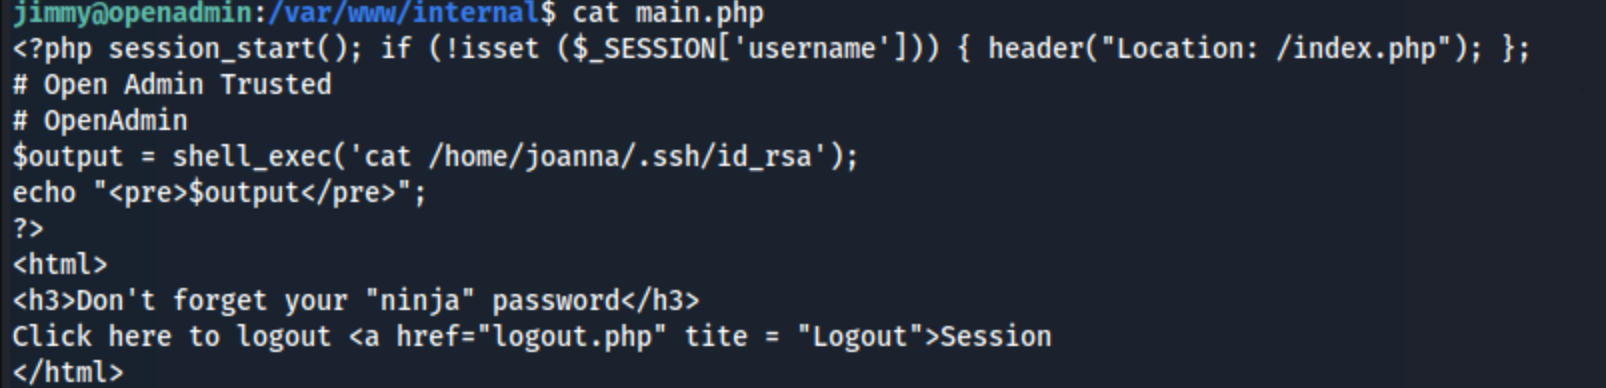 jimmy@openadmin:/var/www/internal$ cat main.php
<?php session_start(); if (!isset ($_SESSION['username'])) { header("Location: /index.php"); };
# Open Admin Trusted
# OpenAdmin
$output = shell_exec('cat /home/joanna/.ssh/id_rsa');
echo "<pre>$output</pre>";
?>
<html>
<h3>Don't forget your "ninja" password</h3>
Click here to logout <a href="logout.php" tite = "Logout">Session
</html>